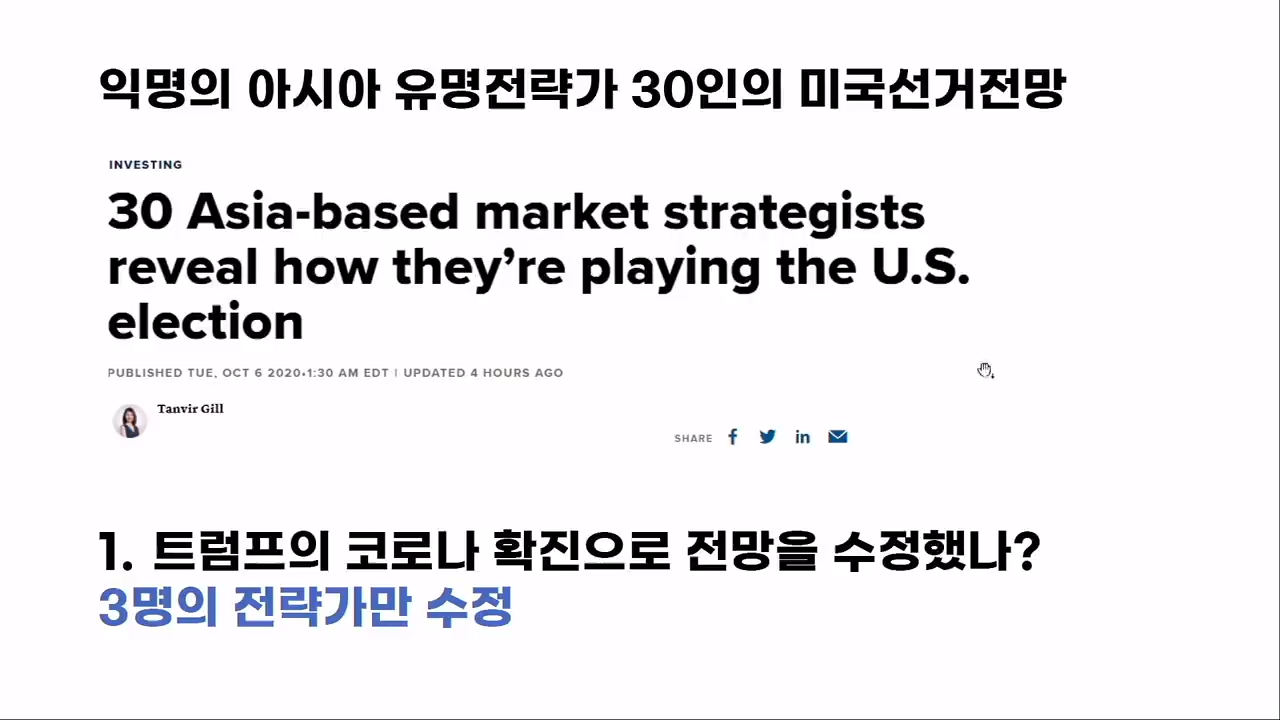 익명의 아시아 유명전략가 30인의 미국선거전망
INVESTING
30 Asia-based market strategists
reveal how they’re playing the U.S.
election
PUBLISHED TUE, OCT 6 2020•1:30 AM EDT | UPDATED 4 HOURS AGO
Tanvir Gill
SHARE
1. 트럼프의 코로나 확진으로 전망을 수정했나?
3명의 전략가만 수정